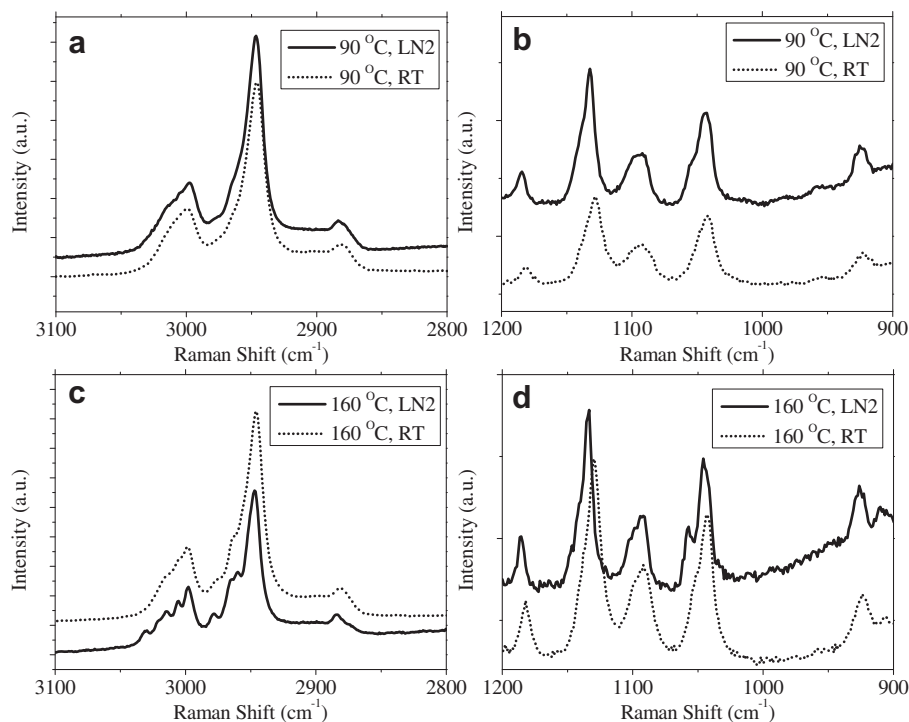 a
90 °C, LN2
90 °C, RT
Intensity (a.u.)
3100 3000 2900 2800
Raman Shift (cm⁻¹)
b
90 °C, LN2
90 °C, RT
Intensity (a.u.)
1200 1100 1000 900
Raman Shift (cm⁻¹)
c
160 °C, LN2
160 °C, RT
Intensity (a.u.)
3100 3000 2900 2800
Raman Shift (cm⁻¹)
d
160 °C, LN2
160 °C, RT
Intensity (a.u.)
1200 1100 1000 900
Raman Shift (cm⁻¹)